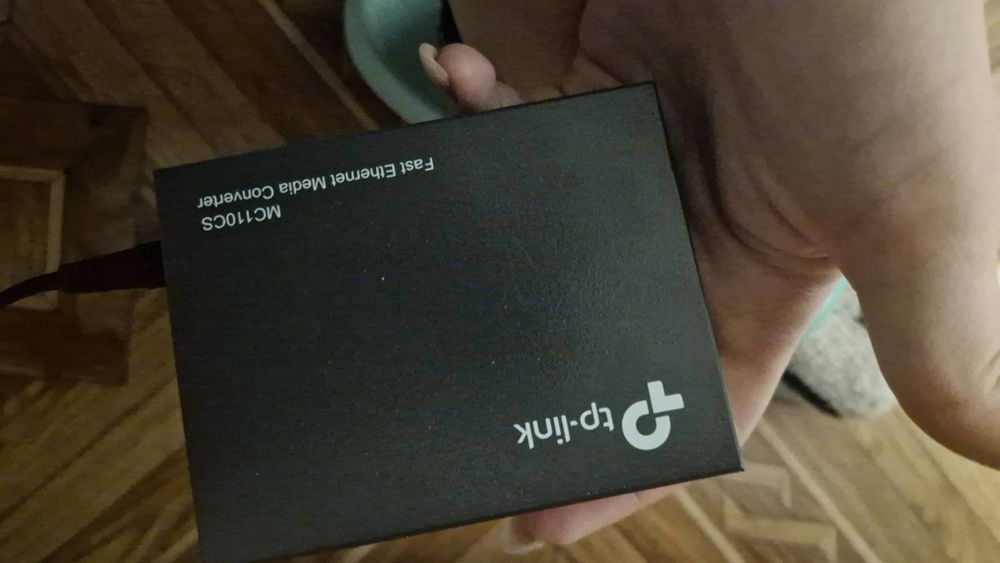 tp-link
MC110CS
Fast Ethernet Media Converter